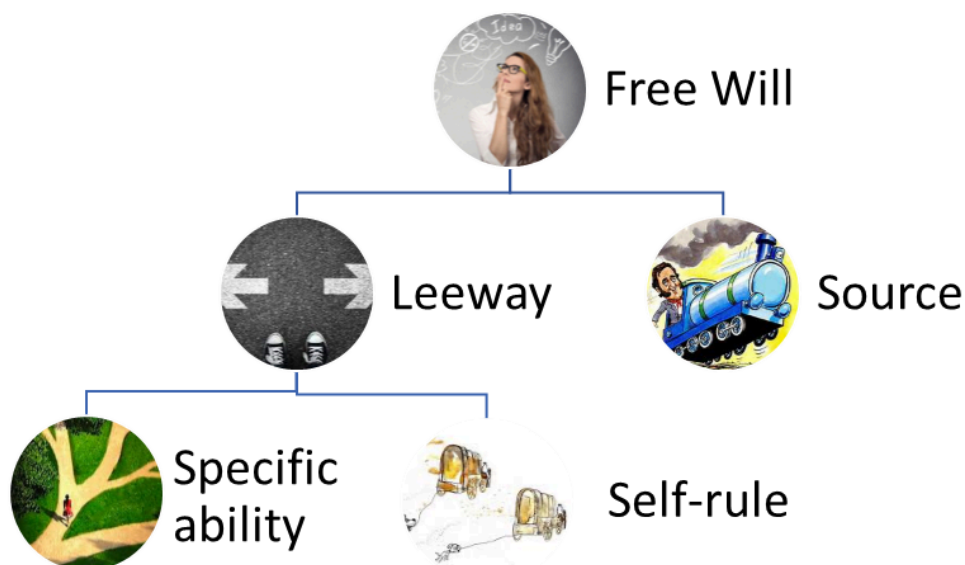 Idea
Free Will
Leeway
Source
Specific
ability
Self-rule